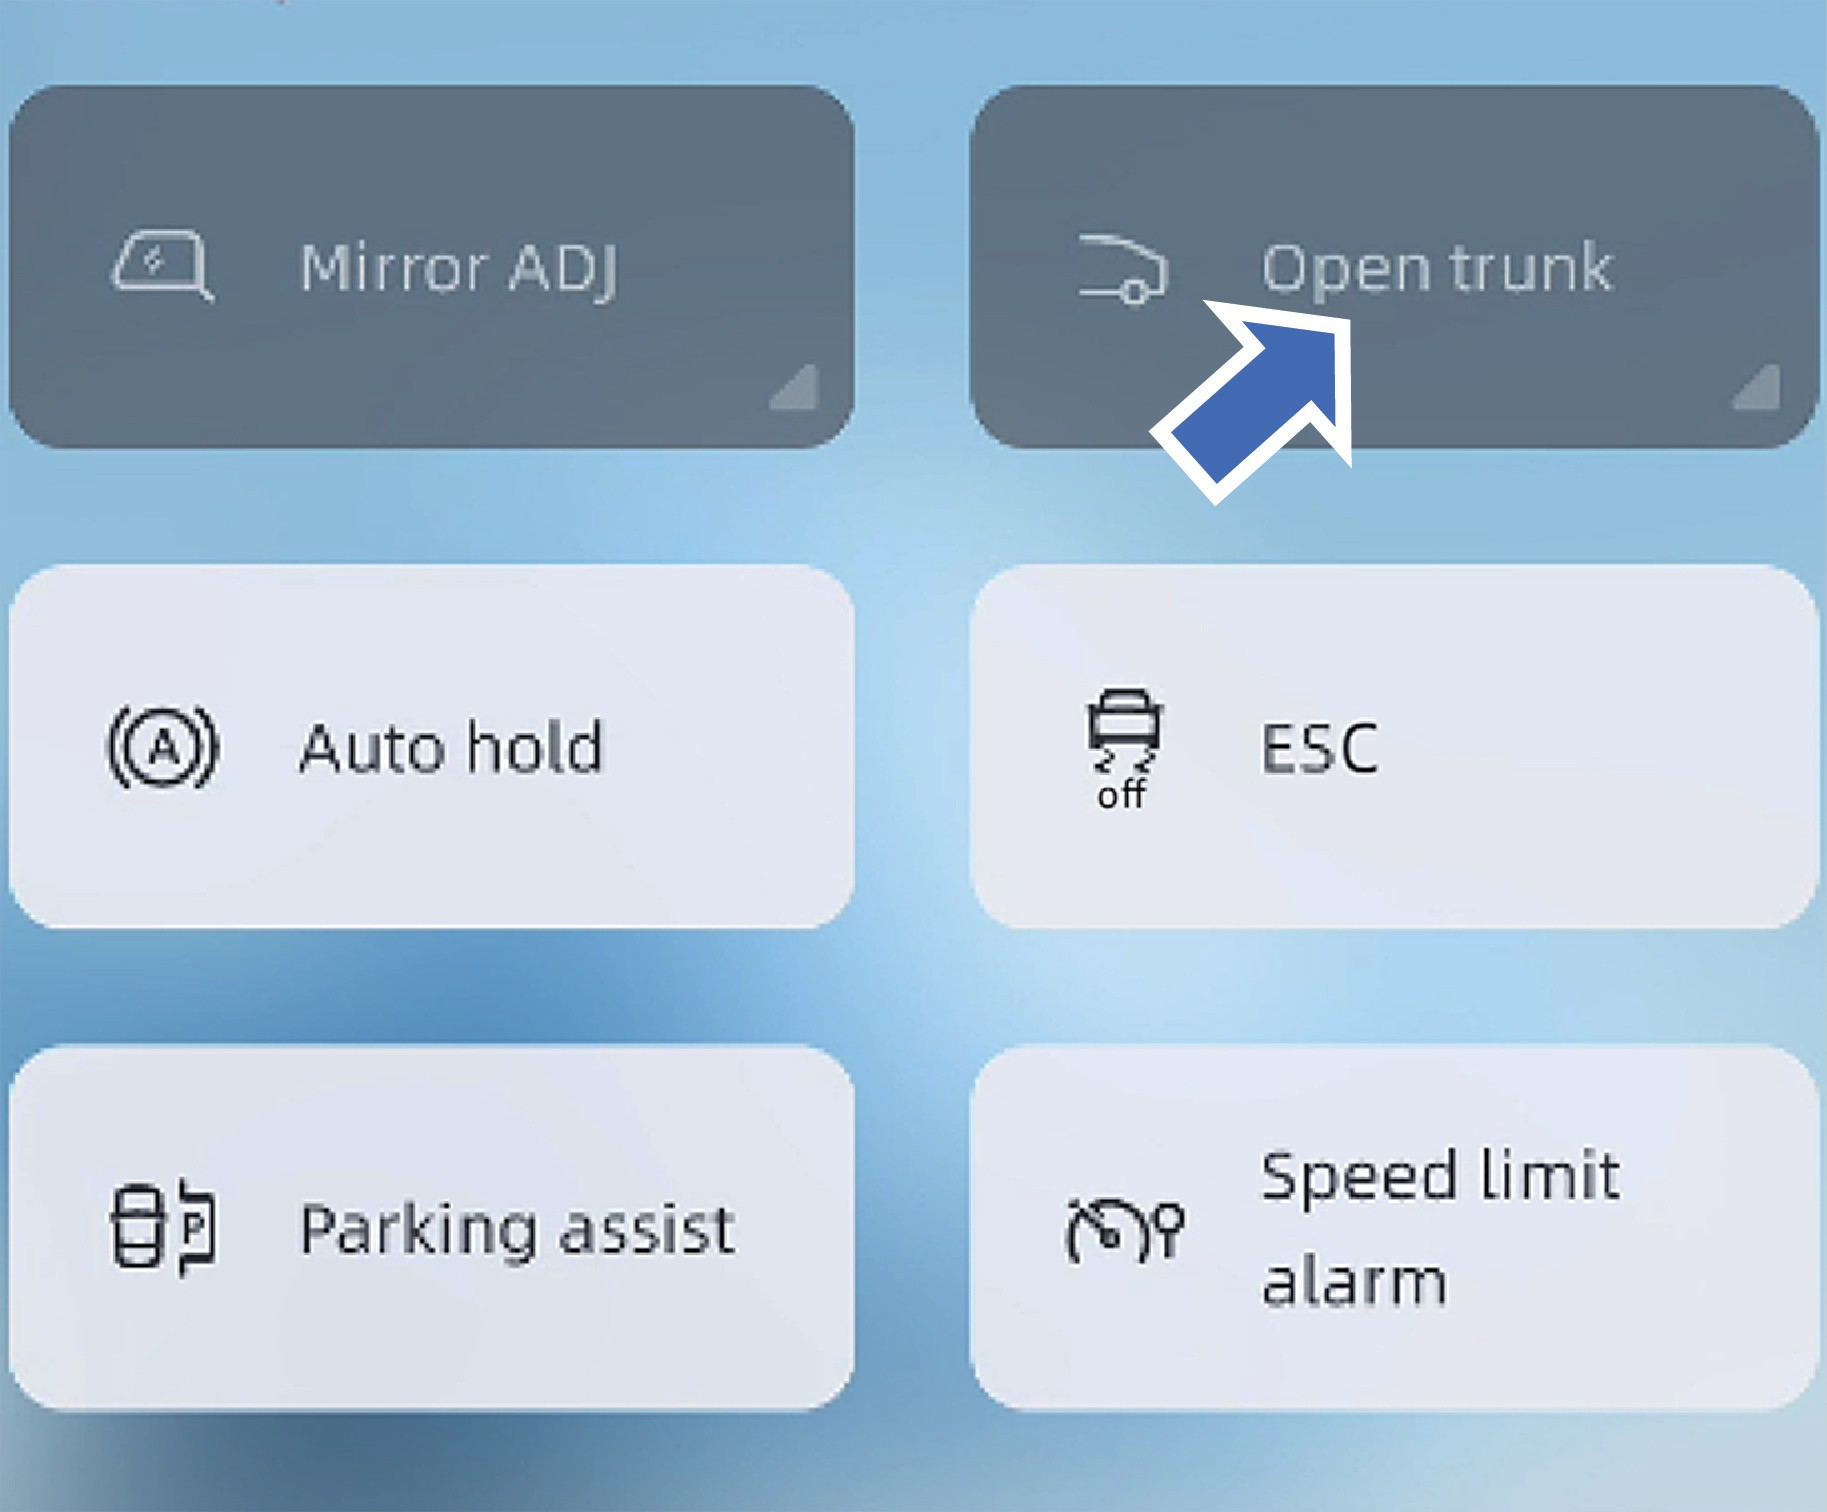 Mirror ADJ
Open trunk
A
Auto hold
off
ESC
P
Parking assist
Speed limit
alarm